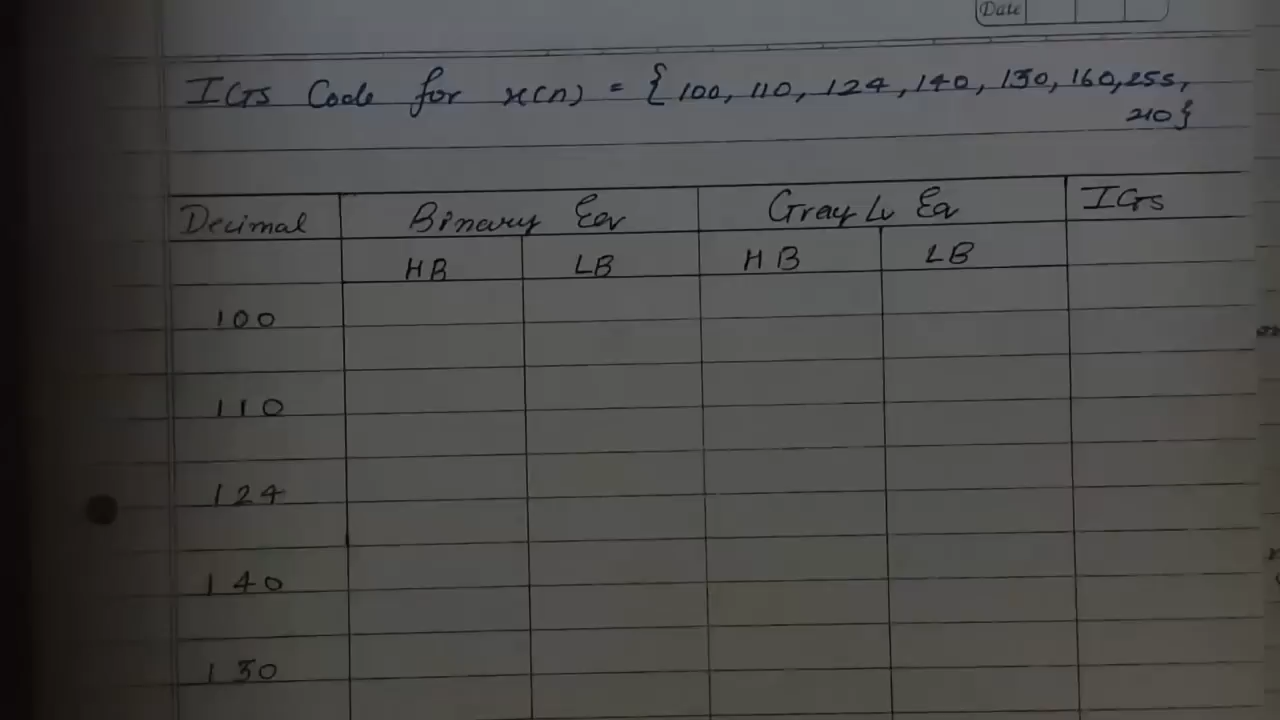 Date
IGS Code for x(n) = {100, 110, 124, 140, 130, 160, 255,
210}
Decimal Binary Eqv Gray Lv Eqv IGS
HB LB HB LB
100
110
124
140
130